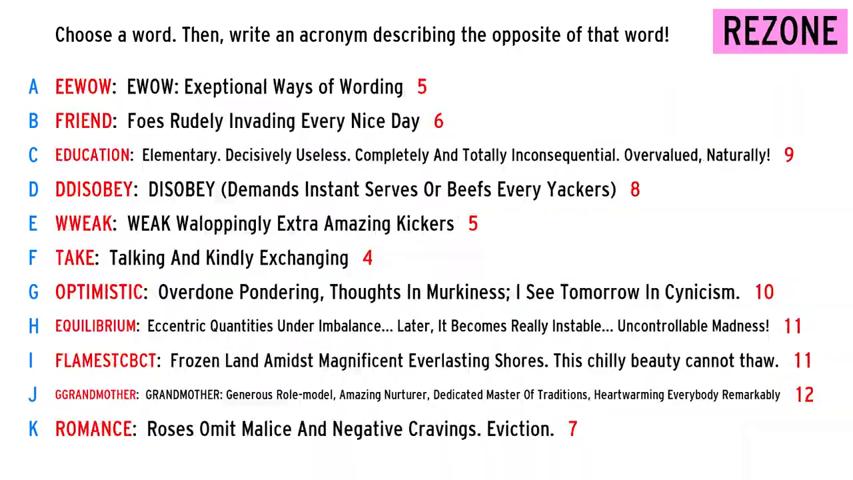 Choose a word. Then, write an acronym describing the opposite of that word!
REZONE
A EEWOW: EWOW: Exeptional Ways of Wording 5
B FRIEND: Foes Rudely Invading Every Nice Day 6
C EDUCATION: Elementary. Decisively Useless. Completely And Totally Inconsequential. Overvalued, Naturally! 9
D DDISOBEY: DISOBEY (Demands Instant Serves Or Beefs Every Yackers) 8
E WWEAK: WEAK Waloppingly Extra Amazing Kickers 5
F TAKE: Talking And Kindly Exchanging 4
G OPTIMISTIC: Overdone Pondering, Thoughts In Murkiness; I See Tomorrow In Cynicism. 10
H EQUILIBRIUM: Eccentric Quantities Under Imbalance... Later, It Becomes Really Instable... Uncontrollable Madness! 11
I FLAMESTCBCT: Frozen Land Amidst Magnificent Everlasting Shores. This chilly beauty cannot thaw. 11
J GGRANDMOTHER: GRANDMOTHER: Generous Role-model, Amazing Nurturer, Dedicated Master Of Traditions, Heartwarming Everybody Remarkably 12
K ROMANCE: Roses Omit Malice And Negative Cravings. Eviction. 7